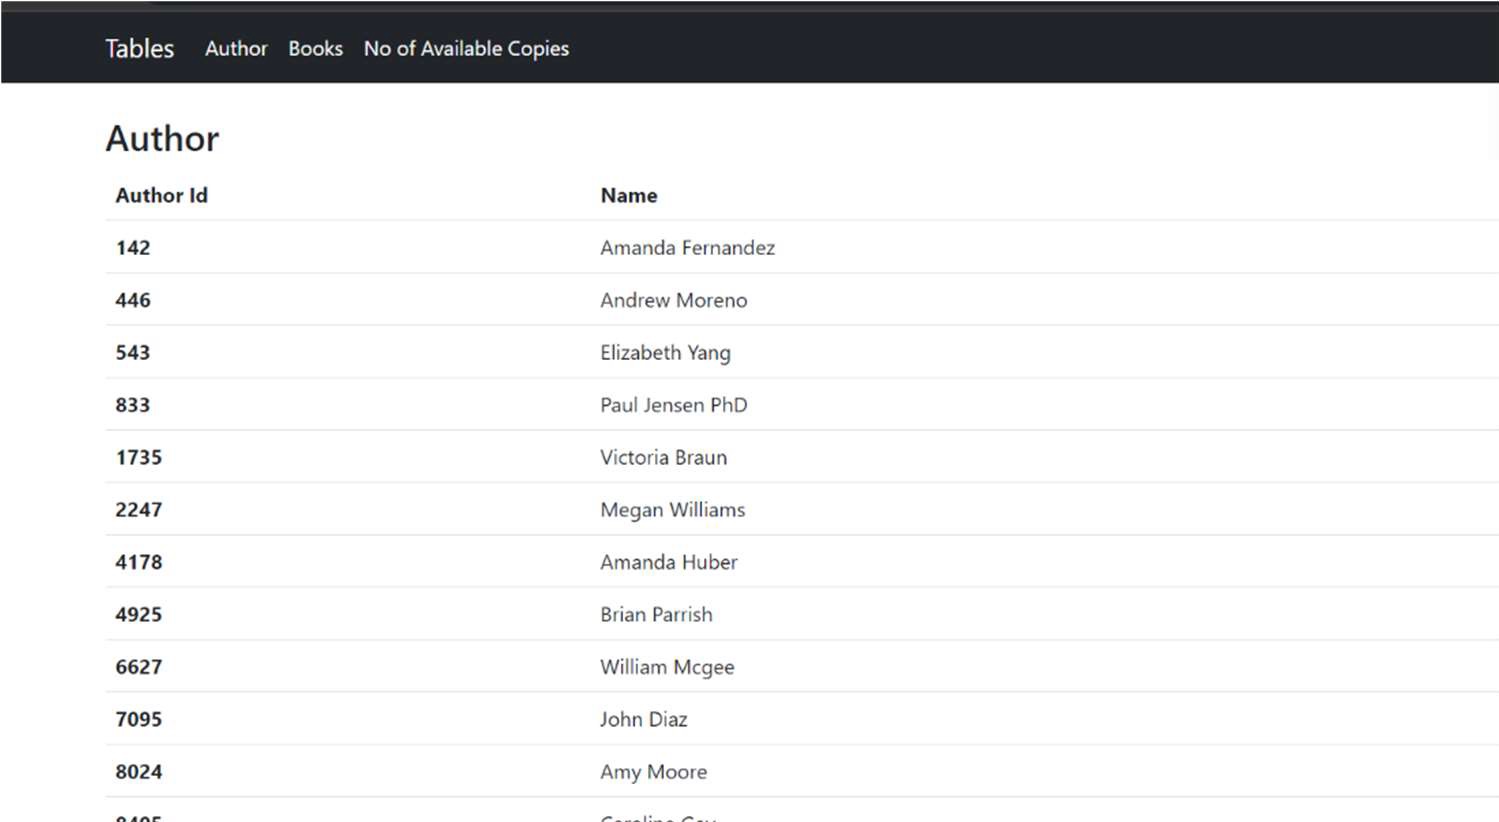 Tables Author Books No of Available Copies
Author
Author Id Name
142 Amanda Fernandez
446 Andrew Moreno
543 Elizabeth Yang
833 Paul Jensen PhD
1735 Victoria Braun
2247 Megan Williams
4178 Amanda Huber
4925 Brian Parrish
6627 William Mcgee
7095 John Diaz
8024 Amy Moore